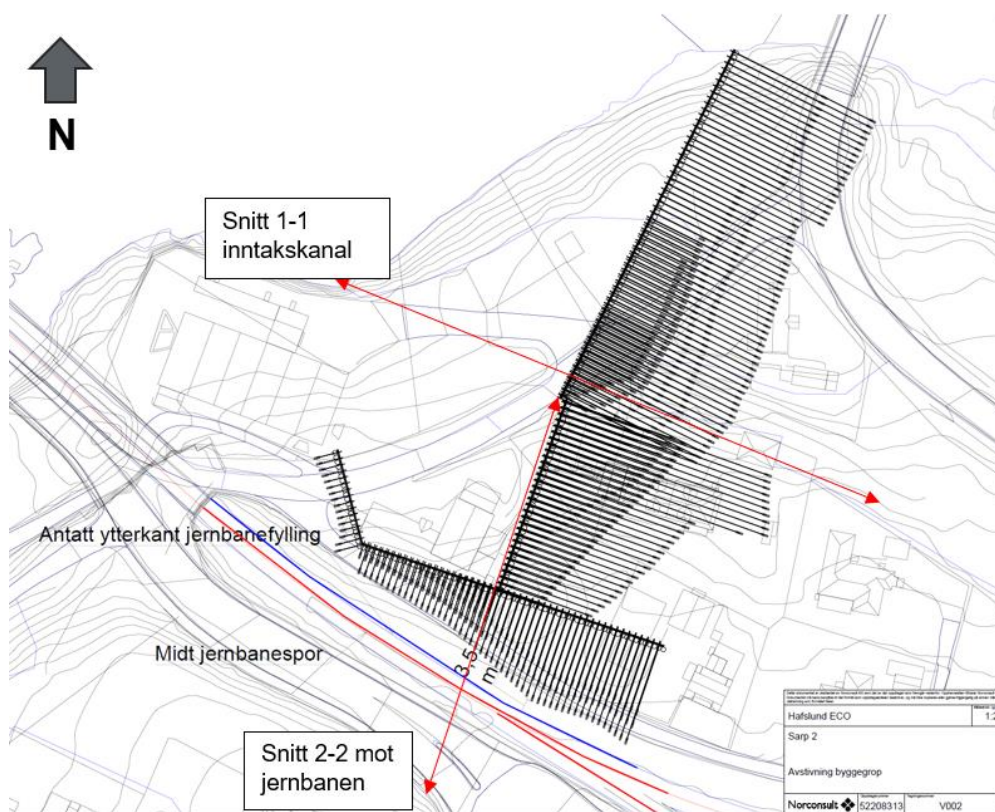 N
Snitt 1-1
inntakskanal
Antatt ytterkant jernbanefylling
Midt jernbanespor
3,5
m
Snitt 2-2 mot
jernbanen
Hafslund ECO
Sarp 2
Avstivning byggegrop
Norconsult
52208313
V002